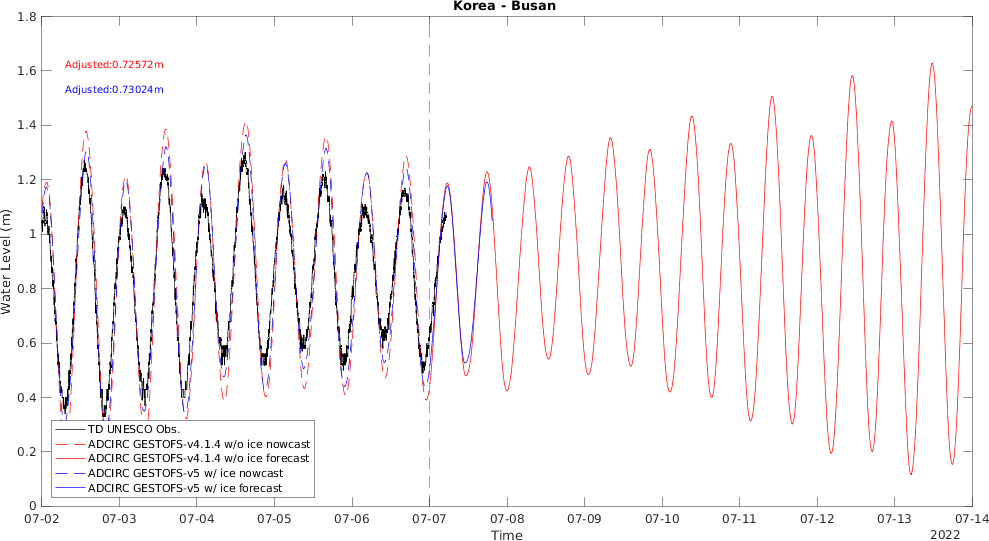 Korea - Busan
1.8
1.6
1.4
1.2
1
0.8
0.6
0.4
0.2
0
Water Level (m)
Adjusted:0.72572m
Adjusted:0.73024m
TD UNESCO Obs.
ADCIRC GESTOFS-v4.1.4 w/o ice nowcast
ADCIRC GESTOFS-v4.1.4 w/o ice forecast
ADCIRC GESTOFS-v5 w/ ice nowcast
ADCIRC GESTOFS-v5 w/ ice forecast
07-02 07-03 07-04 07-05 07-06 07-07 07-08 07-09 07-10 07-11 07-12 07-13 07-14
Time
2022